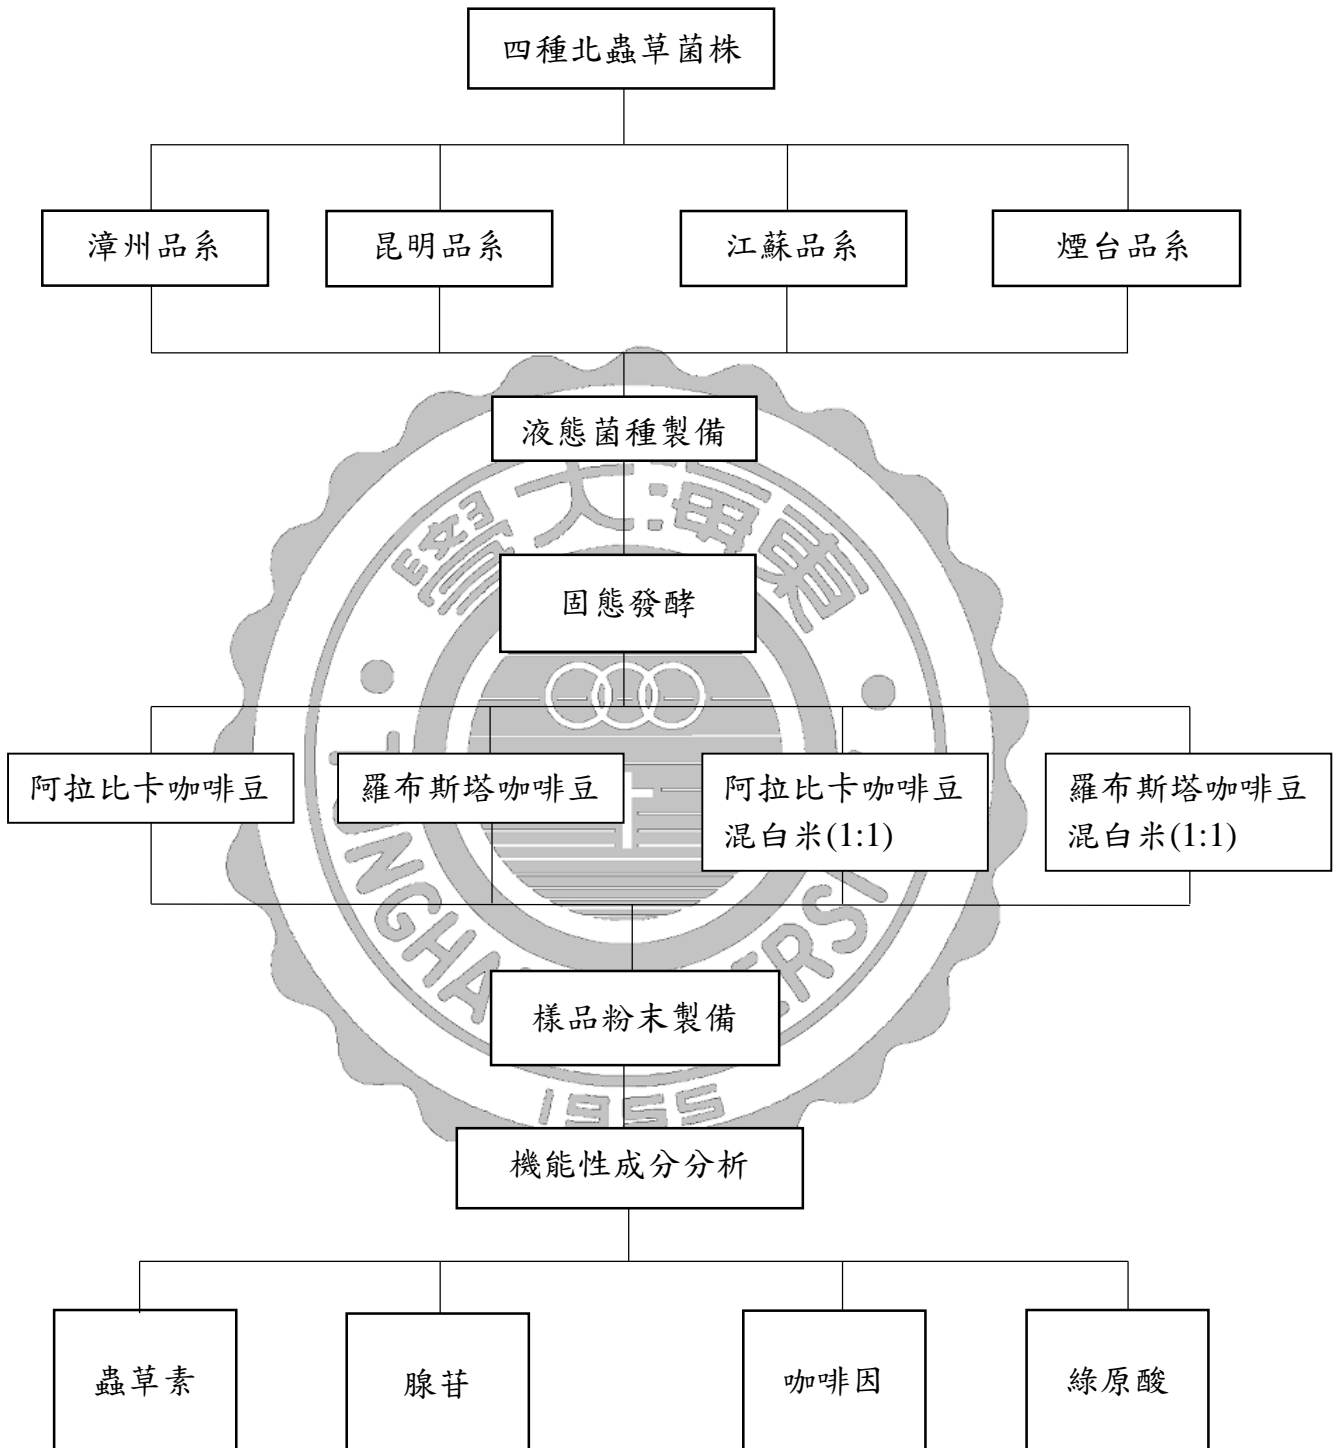 四種北蟲草菌株
漳州品系
昆明品系
江蘇品系
煙台品系
液態菌種製備
學大海東
固態發酵
阿拉比卡咖啡豆
羅布斯塔咖啡豆
阿拉比卡咖啡豆
混白米(1:1)
羅布斯塔咖啡豆
混白米(1:1)
樣品粉末製備
1955
機能性成分分析
蟲草素
腺苷
咖啡因
綠原酸